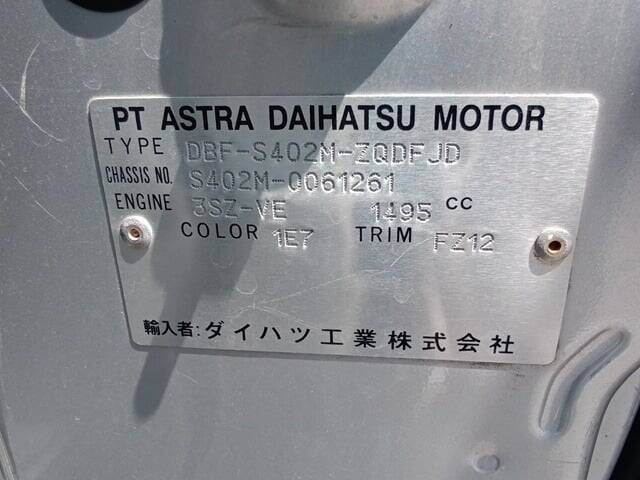 PT ASTRA DAIHATSU MOTOR
TYPE DBF-S402M-ZQDFJD
CHASSIS NO. S402M-0061261
ENGINE 3SZ-VE 1495 CC
COLOR 1E7 TRIM FZ12
輸入者: ダイハツ工業株式会社